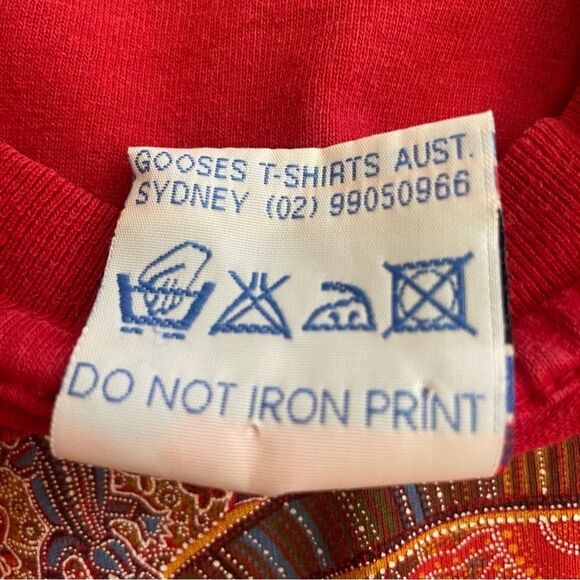 GOOSES T-SHIRTS AUST.
SYDNEY (02) 99050966
DO NOT IRON PRINT